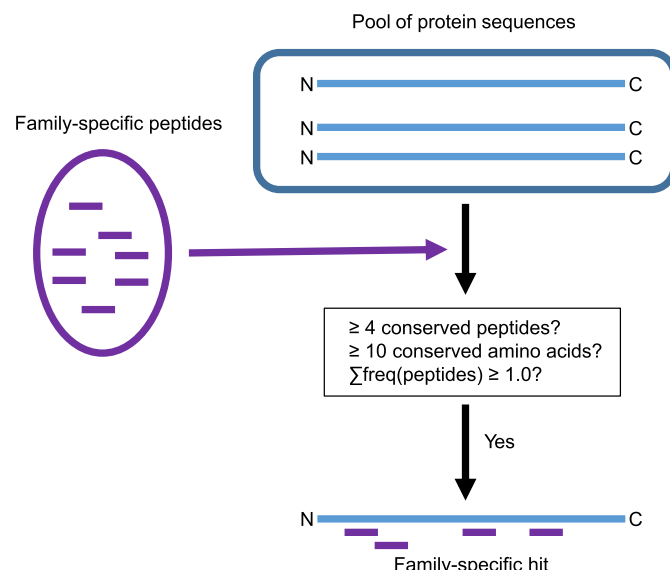 Pool of protein sequences
N C
Family-specific peptides
N C
N C
≥ 4 conserved peptides?
≥ 10 conserved amino acids?
∑freq(peptides) ≥ 1.0?
Yes
N C
Family-specific hit